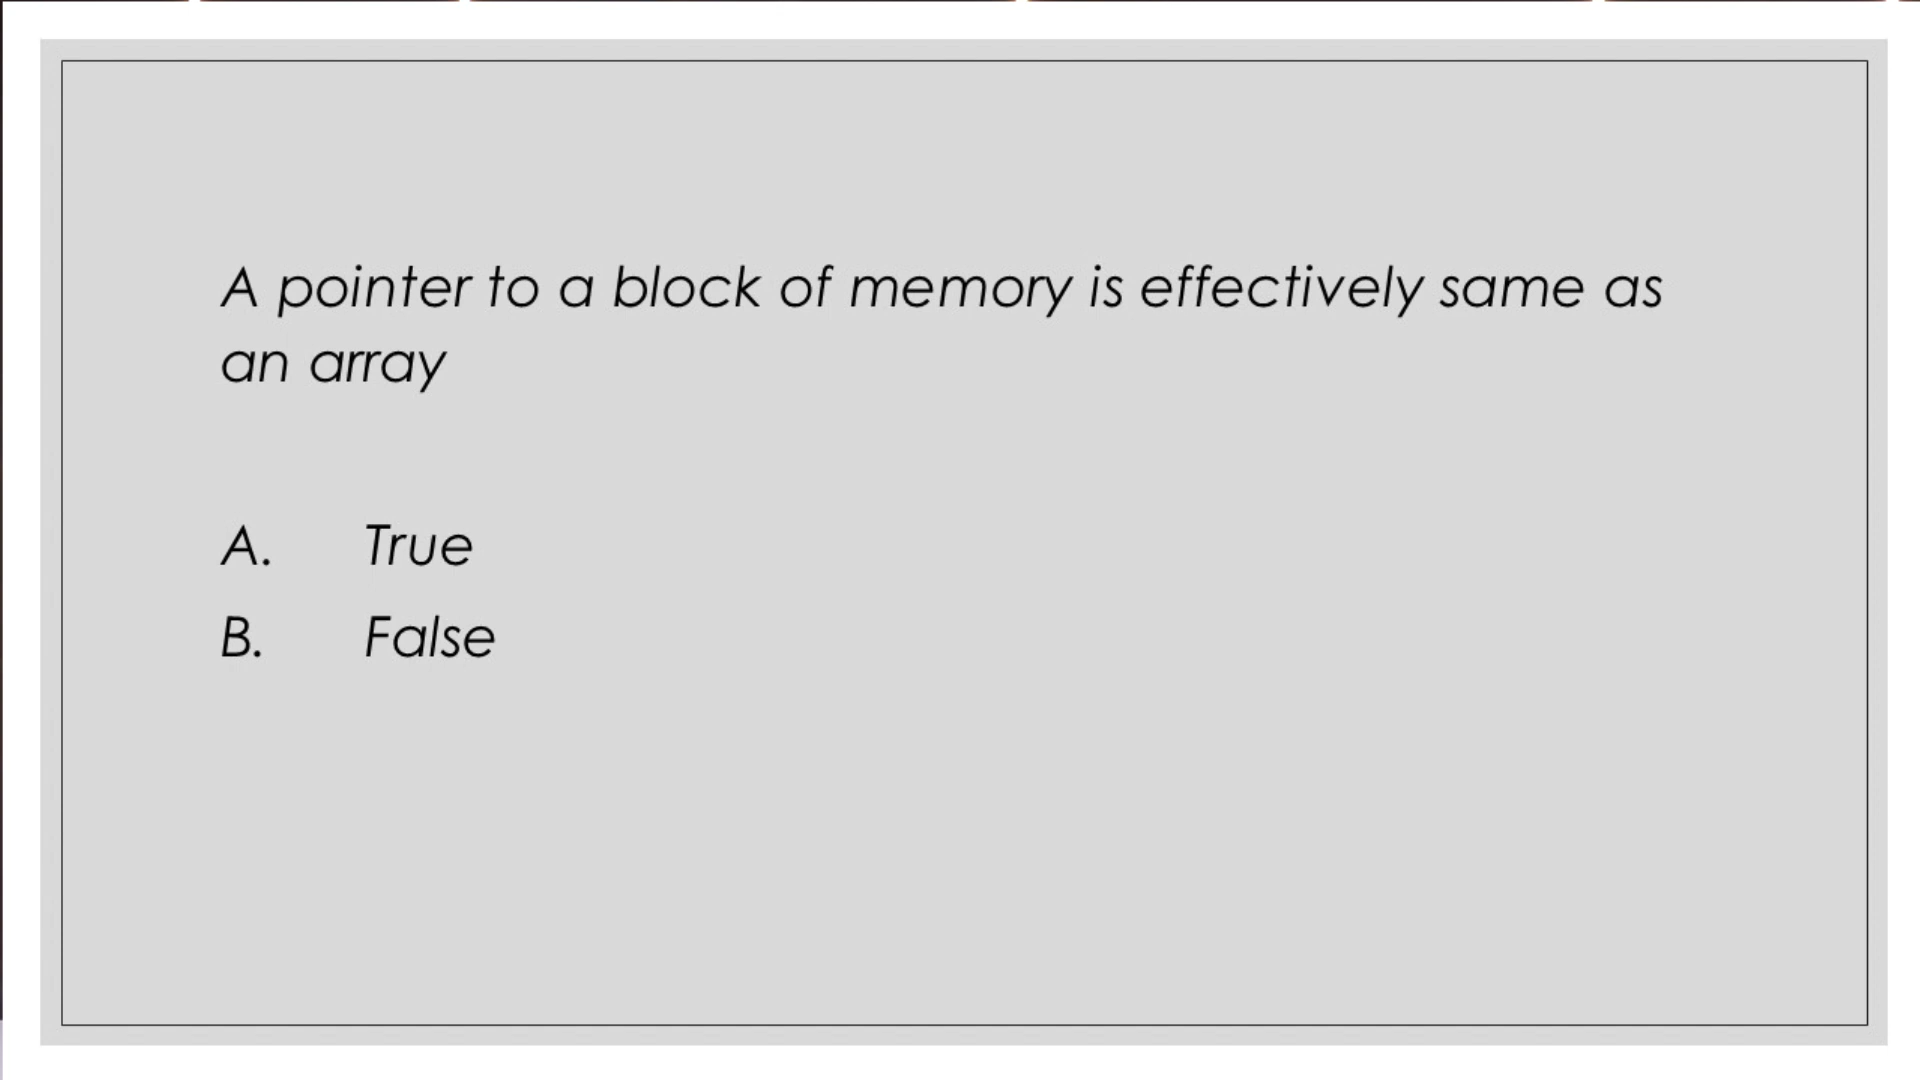 A pointer to a block of memory is effectively same as
an array
A. True
B. False